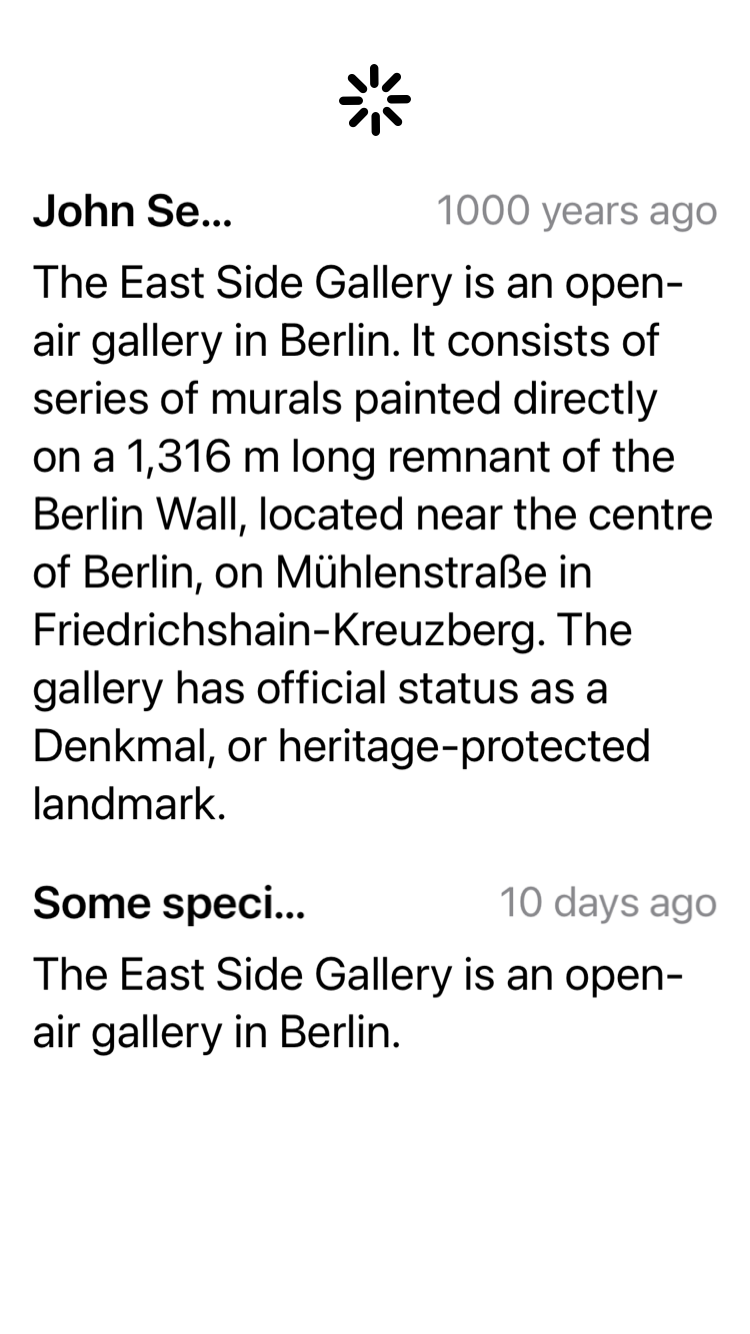 John Se...
1000 years ago
The East Side Gallery is an open-
air gallery in Berlin. It consists of
series of murals painted directly
on a 1,316 m long remnant of the
Berlin Wall, located near the centre
of Berlin, on Mühlenstraße in
Friedrichshain-Kreuzberg. The
gallery has official status as a
Denkmal, or heritage-protected
landmark.
Some speci...
10 days ago
The East Side Gallery is an open-
air gallery in Berlin.